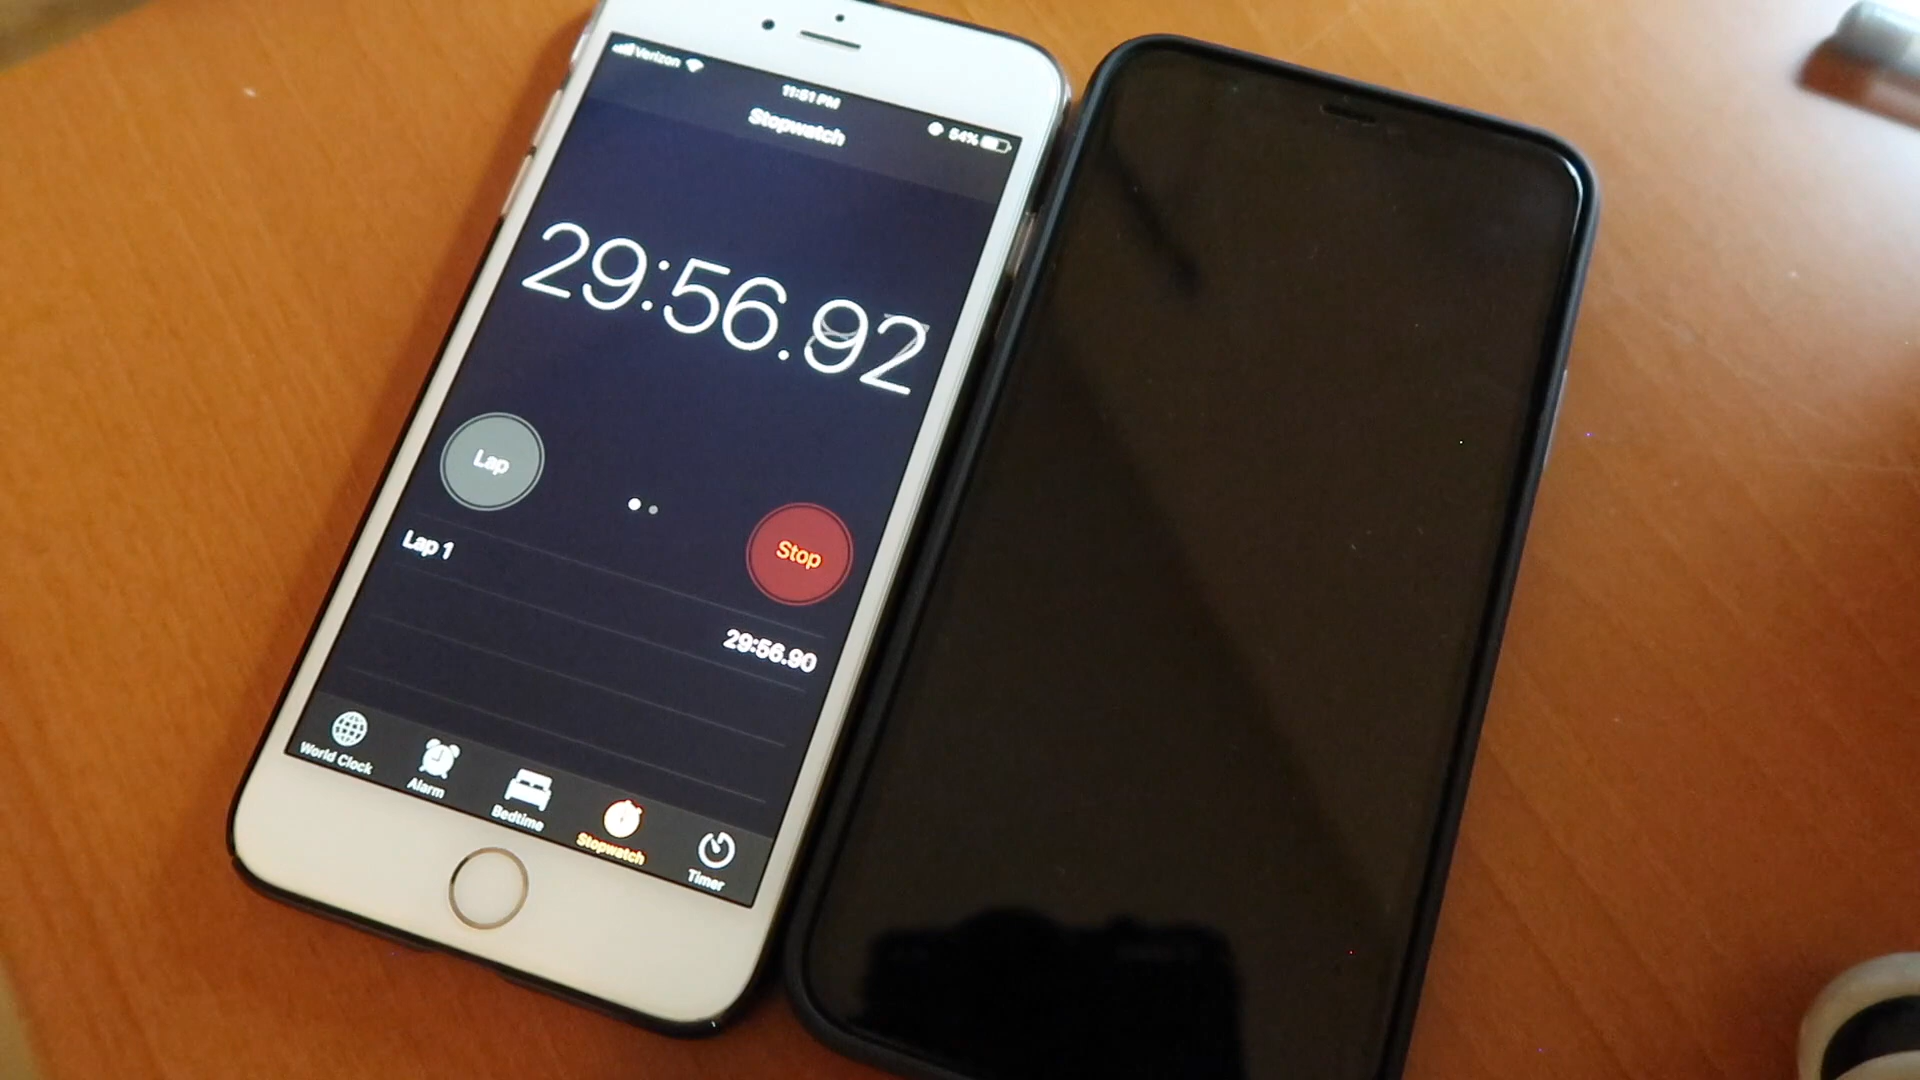 Verizon
11:51 PM
54%
Stopwatch
29:56.92
Lap
Stop
Lap 1
29:56.90
World Clock
Alarm
Bedtime
Stopwatch
Timer